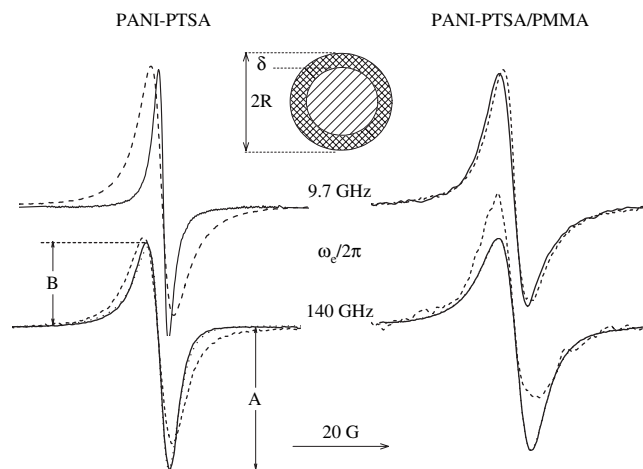 PANI-PTSA
PANI-PTSA/PMMA
δ
2R
9.7 GHz
ωe/2π
B
140 GHz
A
20 G